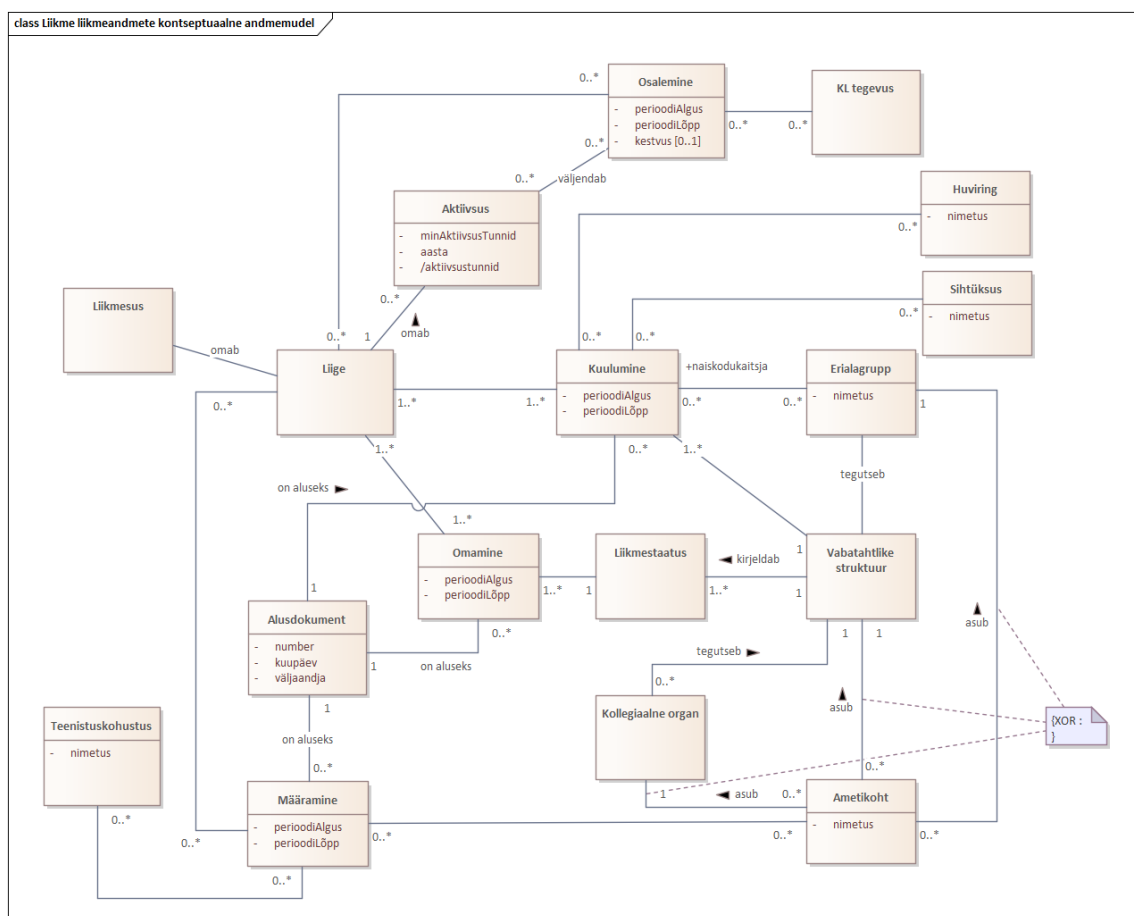 class Liikme liikmeandmete kontseptuaalne andmemudel
Osalemine
- perioodiAlgus
- perioodiLõpp
- kestvus [0..1]
KL tegevus
0..*
0..*
0..*
0..*
0..*
väljendab
Aktiivsus
- minAktiivsusTunnid
- aasta
- /aktiivsustunnid
Huviring
- nimetus
0..*
Sihtüksus
- nimetus
0..*
Liikmesus
omab
0..*
omab
0..*
1
0..*
0..*
Liige
0..*
1..*
1..*
Kuulumine
- perioodiAlgus
- perioodiLõpp
+naiskodukaitsja
0..*
0..*
Erialagrupp
- nimetus
1
1..*
0..*
1..*
tegutseb
on aluseks
1..*
Omamine
- perioodiAlgus
- perioodiLõpp
1..*
1
Liikmestaatus
kirjeldab
1..*
1
1
Vabatahtlike
struktuur
1
Alusdokument
- number
- kuupäev
- väljaandja
1
on aluseks
0..*
asub
1
1
tegutseb
0..*
1
on aluseks
0..*
Kollegiaalne organ
asub
{XOR :
}
Teenistuskohustus
- nimetus
0..*
Määramine
- perioodiAlgus
- perioodiLõpp
0..*
0..*
0..*
1
asub
0..*
0..*
Ametikoht
- nimetus
0..*
0..*